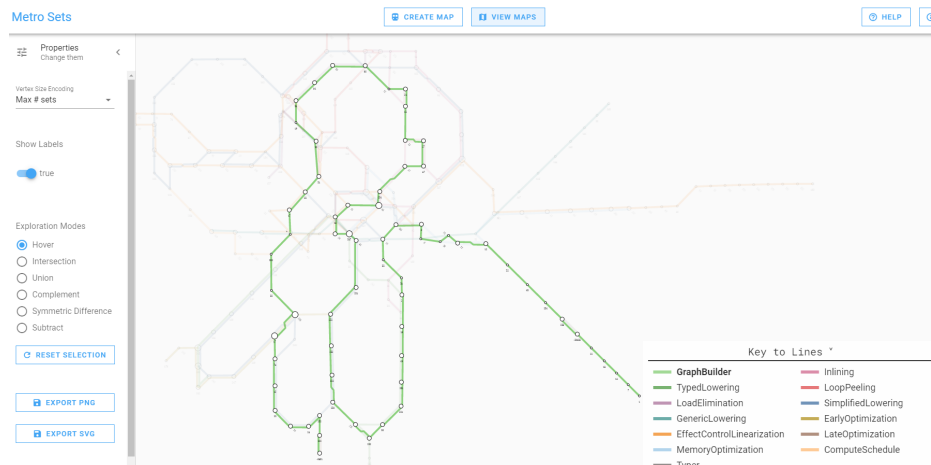 Metro Sets
CREATE MAP
VIEW MAPS
HELP
Properties
Change them
Vertex Size Encoding
Max # sets
Show Labels
true
Exploration Modes
Hover
Intersection
Union
Complement
Symmetric Difference
Subtract
RESET SELECTION
EXPORT PNG
EXPORT SVG
Key to Lines
GraphBuilder
TypedLowering
LoadElimination
GenericLowering
EffectControlLinearization
MemoryOptimization
Typer
Inlining
LoopPeeling
SimplifiedLowering
EarlyOptimization
LateOptimization
ComputeSchedule